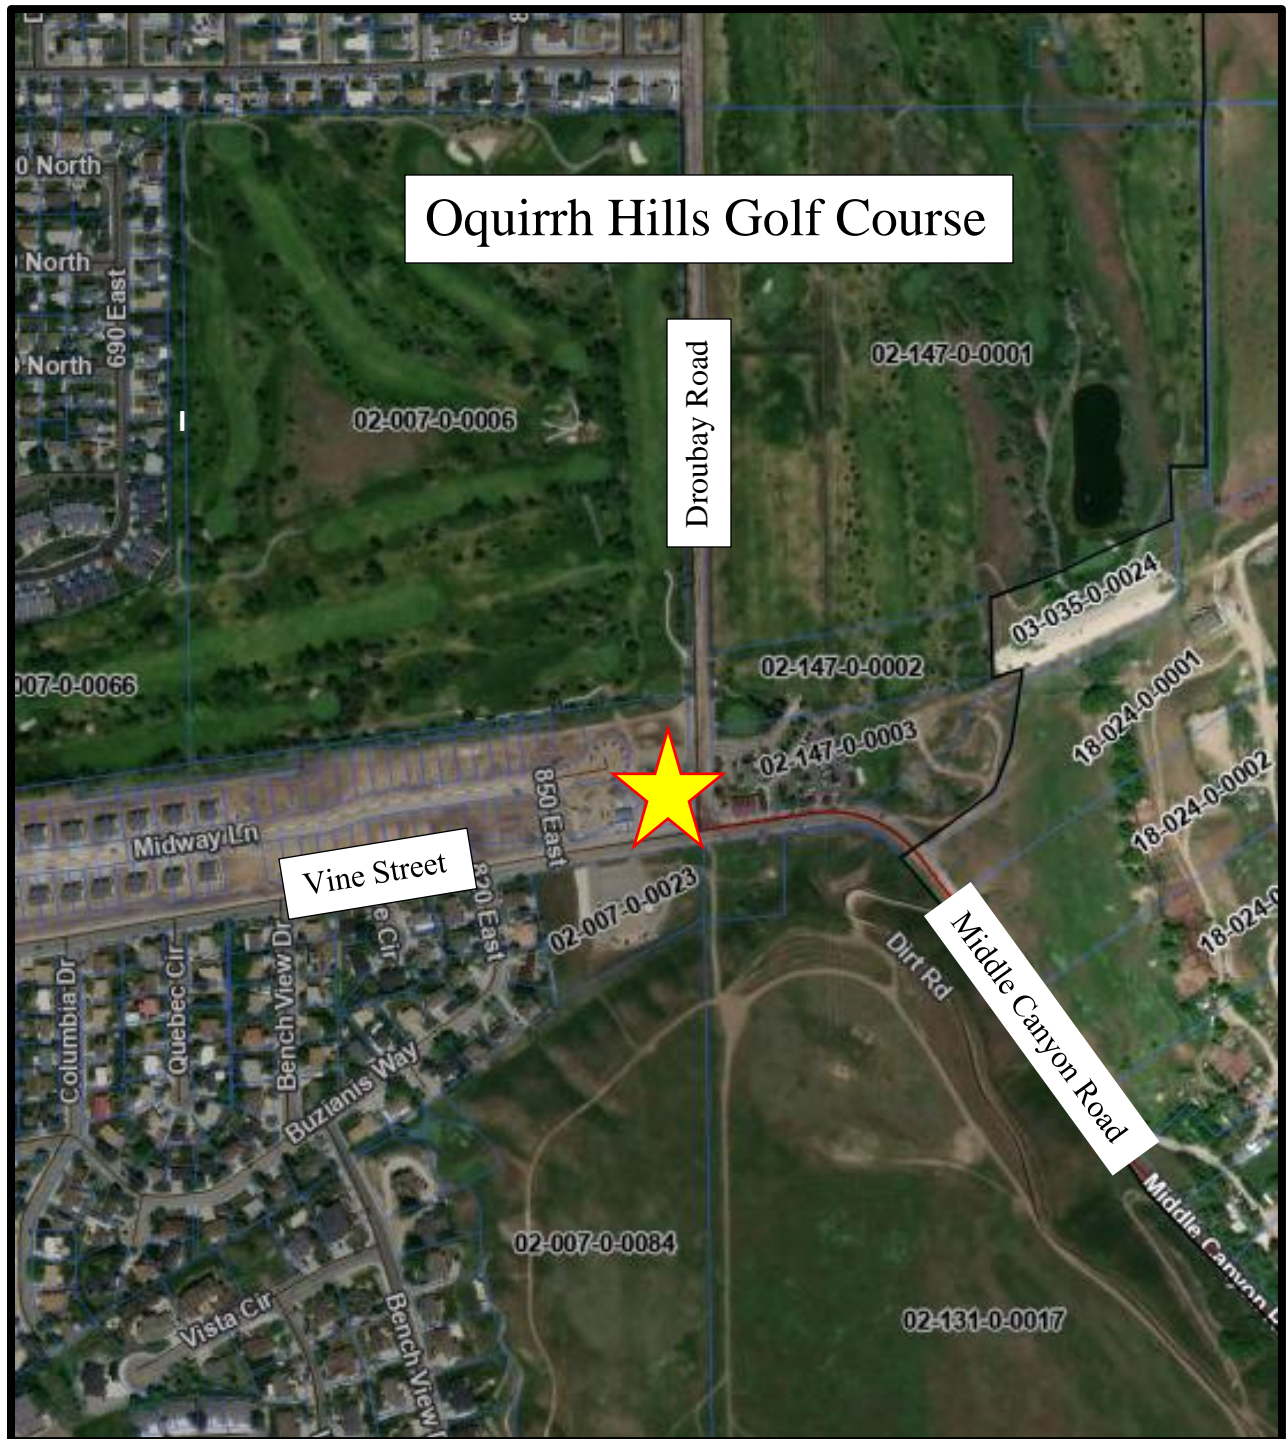 0 North
Oquirrh Hills Golf Course
North
690 East
Droubay Road
02-147-0-0001
North
02-007-0-0006
03-035-0-0024
02-147-0-0002
007-0-0066
18-024-0-0001
02-147-0-0003
18-024-0-0002
850 East
Midway Ln
Vine Street
02-007-0-0023
18-024-0
e Cir
East
Middle Canyon Road
Dirt Rd
Columbia Dr
Quebec Cir
Bench View Dr
Buzianis Way
Middle Canyon
02-007-0-0084
Vista Cir
Bench View
02-131-0-0017